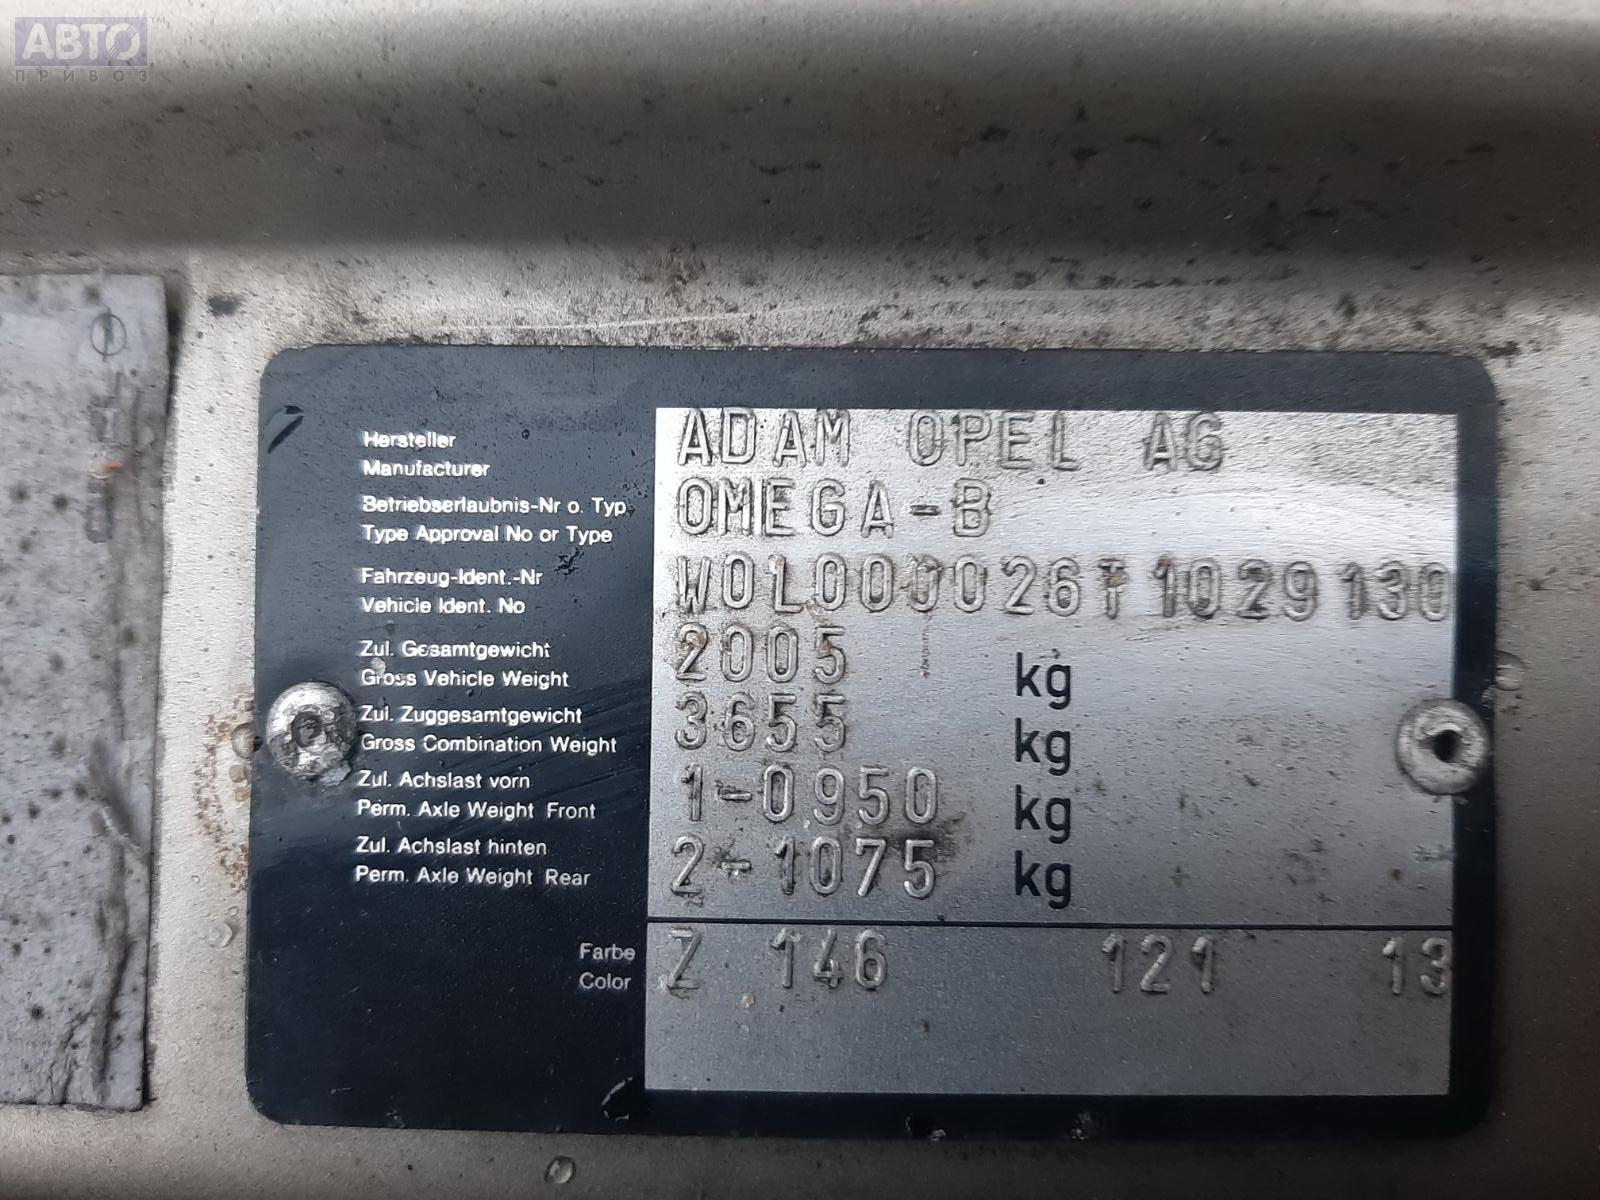 АВТО
ПРИВОЗ
Hersteller
Manufacturer
ADAM OPEL AG
Betriebserlaubnis-Nr o. Typ
Type Approval No or Type
OMEGA-B
Fahrzeug-Ident.-Nr
Vehicle Ident. No
W0L000026T1029130
Zul. Gesamtgewicht
Gross Vehicle Weight
2005 kg
Zul. Zuggesamtgewicht
Gross Combination Weight
3655 kg
Zul. Achslast vorn
Perm. Axle Weight Front
1-0950 kg
Zul. Achslast hinten
Perm. Axle Weight Rear
2-1075 kg
Farbe
Color
Z 146 121 13